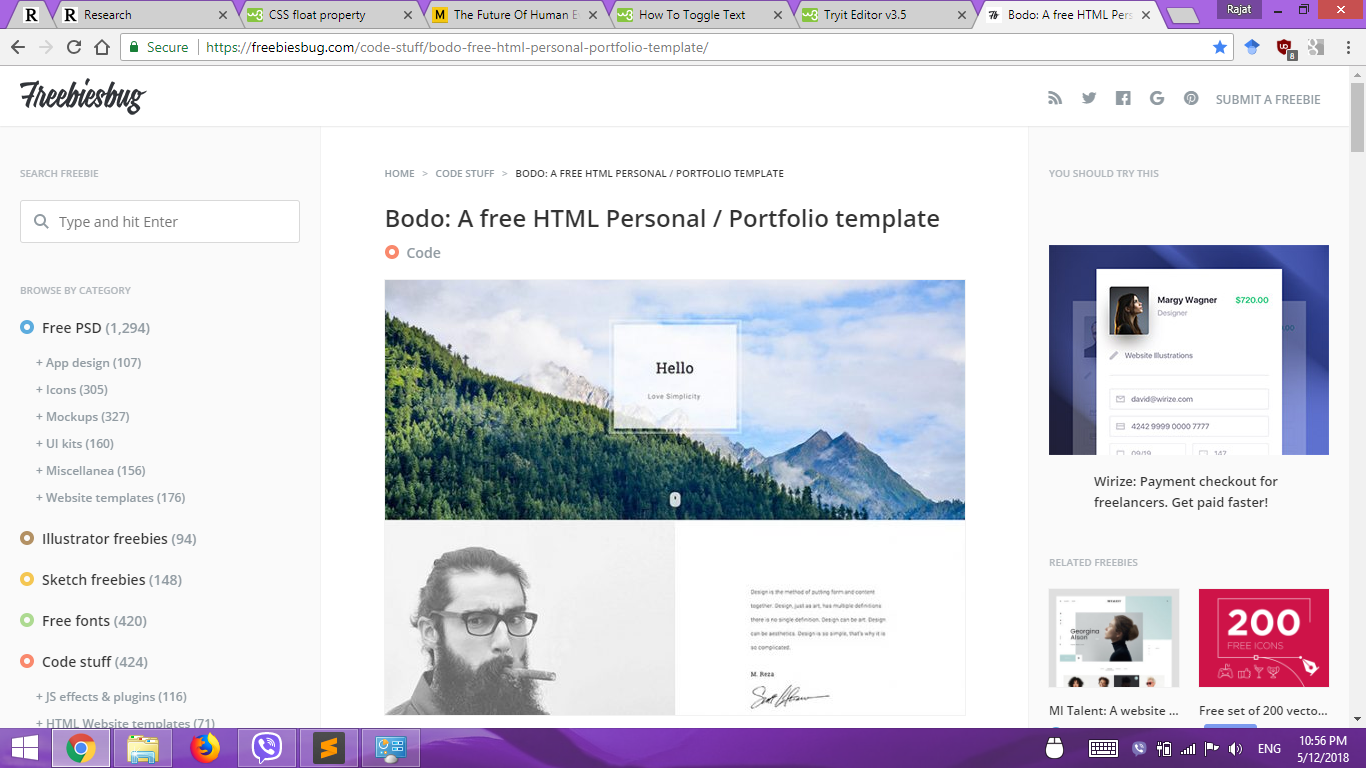 R
R Research
CSS float property
M The Future Of Human E
How To Toggle Text
Tryit Editor v3.5
Bodo: A free HTML Pers
Rajat
Secure https://freebiesbug.com/code-stuff/bodo-free-html-personal-portfolio-template/
8
Freebiesbug
SUBMIT A FREEBIE
SEARCH FREEBIE
Type and hit Enter
BROWSE BY CATEGORY
Free PSD (1,294)
+ App design (107)
+ Icons (305)
+ Mockups (327)
+ UI kits (160)
+ Miscellanea (156)
+ Website templates (176)
Illustrator freebies (94)
Sketch freebies (148)
Free fonts (420)
Code stuff (424)
+ JS effects & plugins (116)
+ HTML Website templates (71)
HOME > CODE STUFF > BODO: A FREE HTML PERSONAL / PORTFOLIO TEMPLATE
Bodo: A free HTML Personal / Portfolio template
Code
Hello
Love Simplicity
Design is the method of putting form and content
together. Design, just as art, has multiple definitions
there is no single definition. Design can be art. Design
can be aesthetics. Design is so simple, that's why it is
so complicated.
M. Reza
YOU SHOULD TRY THIS
Margy Wagner $720.00
Designer
Website Illustrations
david@wirize.com
4242 9999 0000 7777
09/19 147
Wirize: Payment checkout for
freelancers. Get paid faster!
RELATED FREEBIES
Georgina
200
FREE ICONS
MI Talent: A website ...
Free set of 200 vecto...
ENG
10:56 PM
5/12/2018